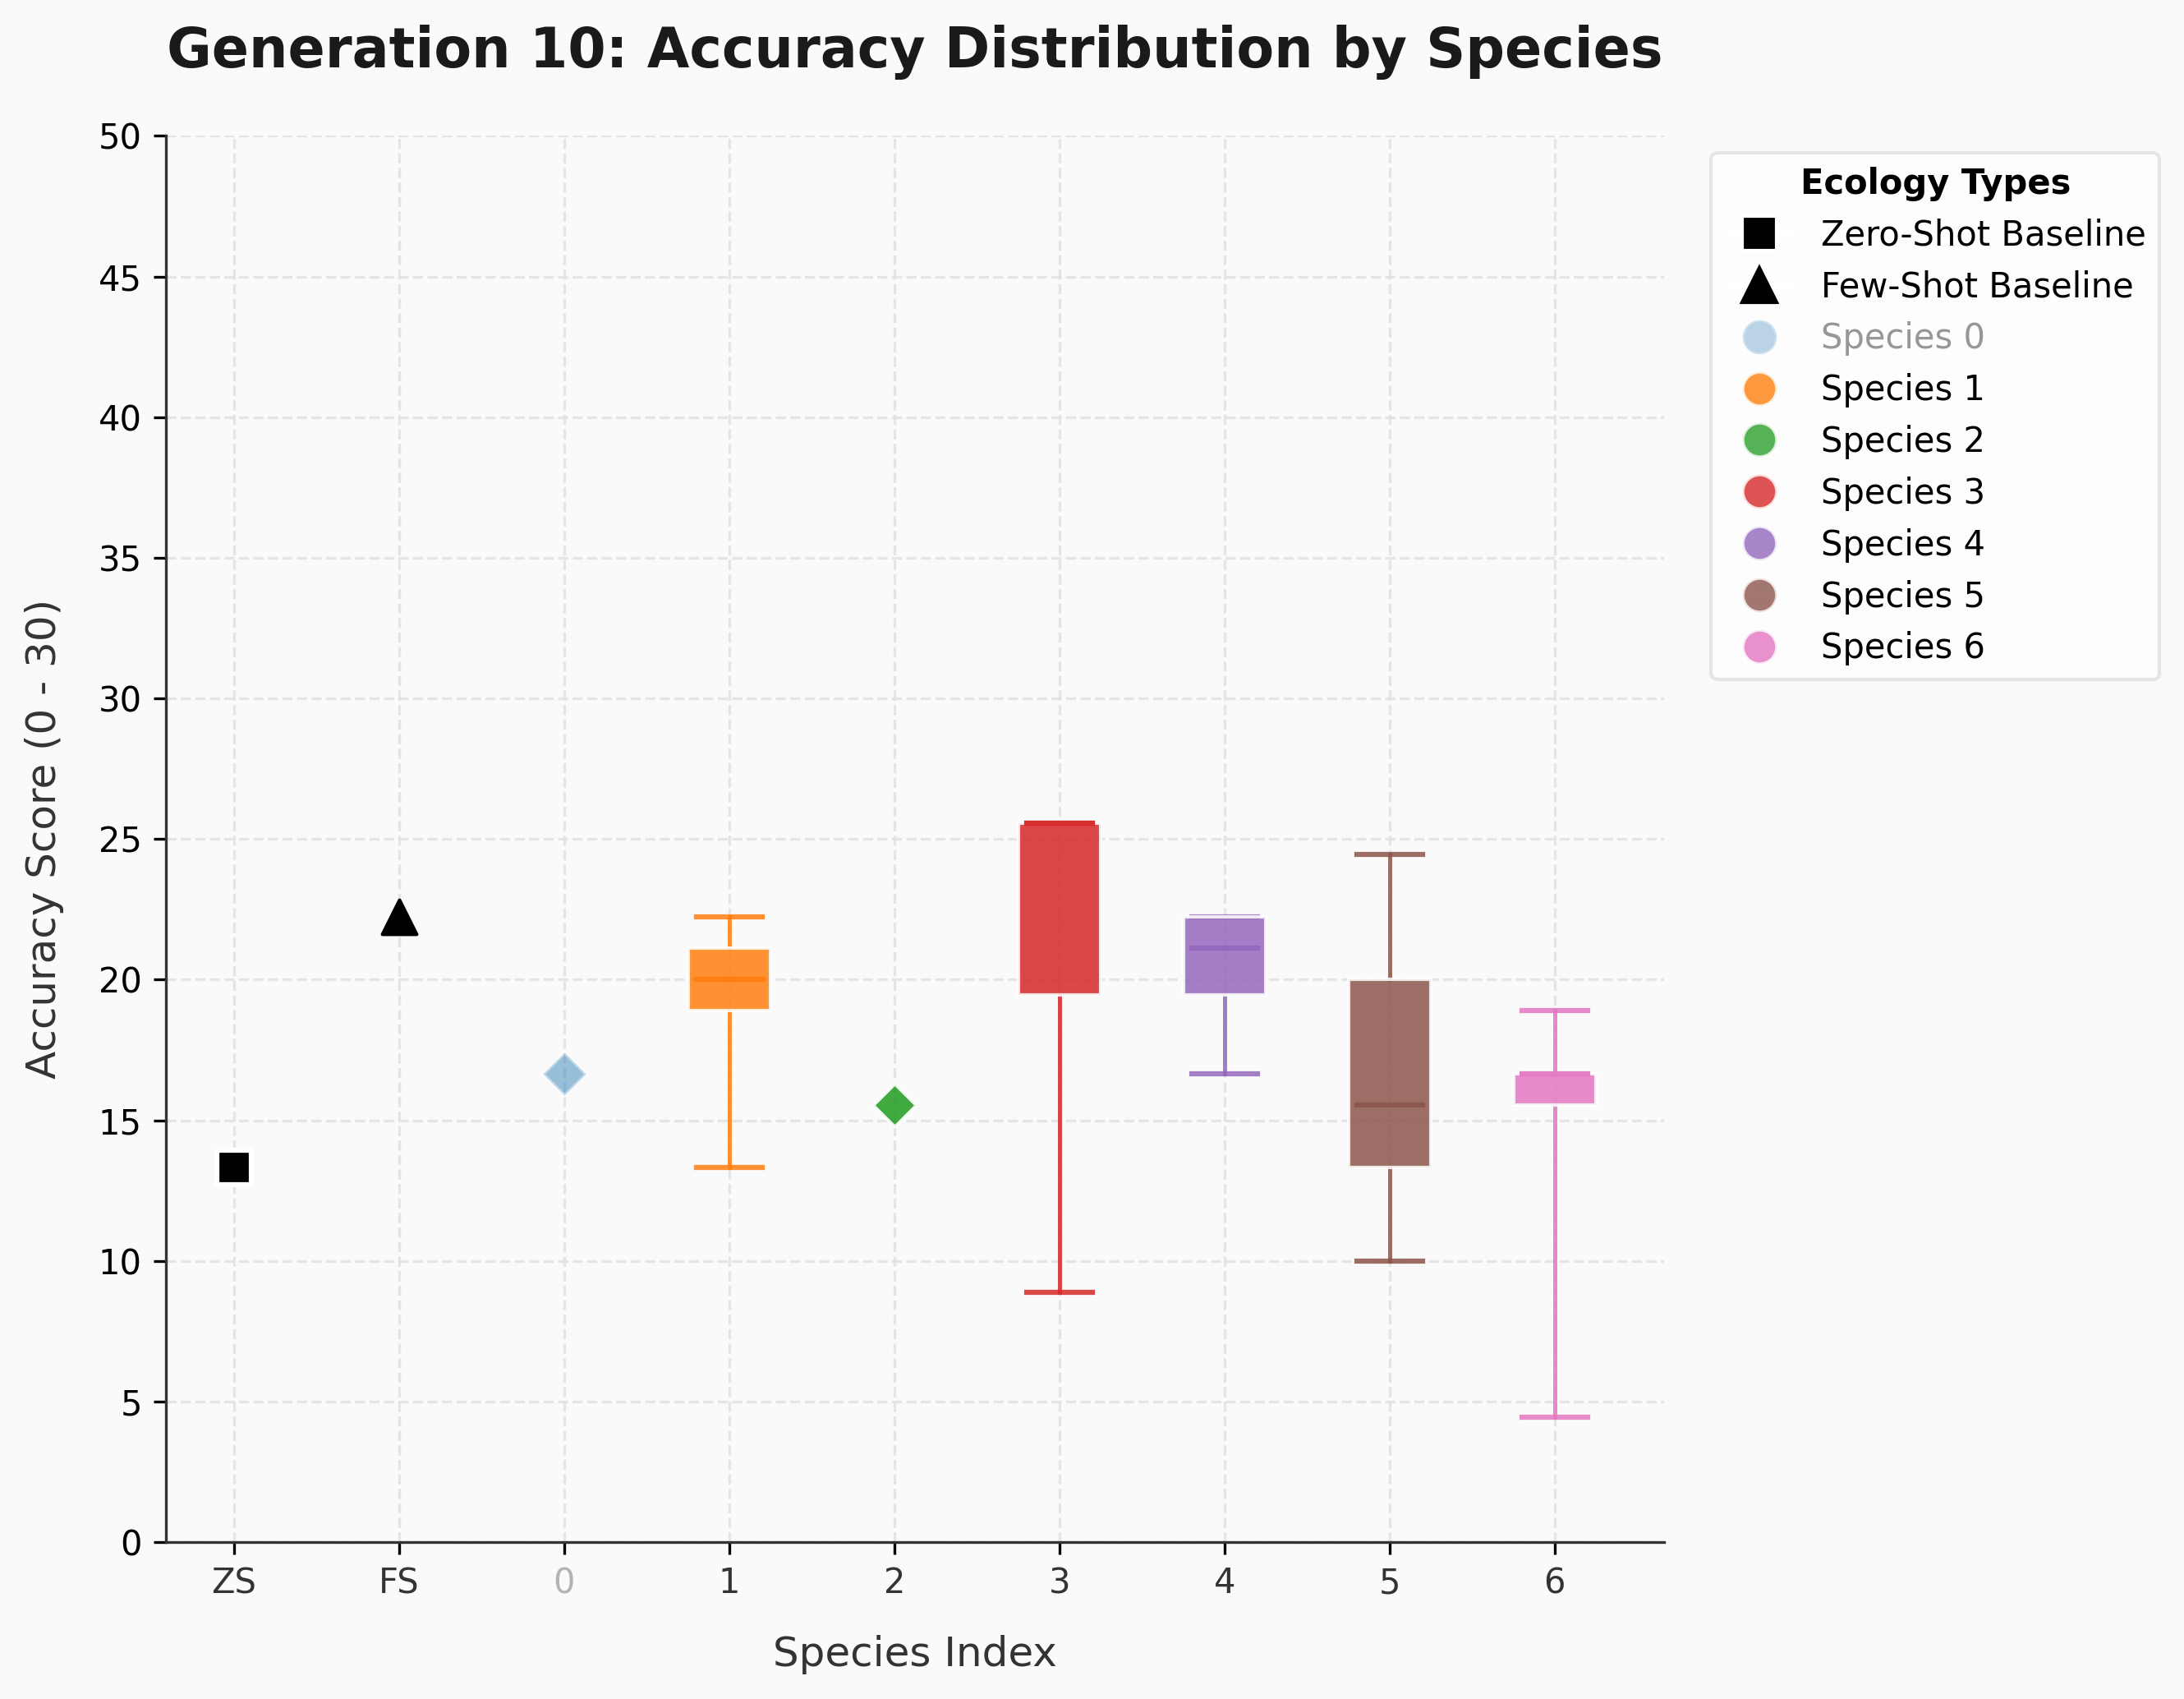 Generation 10: Accuracy Distribution by Species
50
45
40
35
30
25
20
15
10
5
0
Accuracy Score (0 - 30)
ZS FS 0 1 2 3 4 5 6
Species Index
Ecology Types
Zero-Shot Baseline
Few-Shot Baseline
Species 0
Species 1
Species 2
Species 3
Species 4
Species 5
Species 6